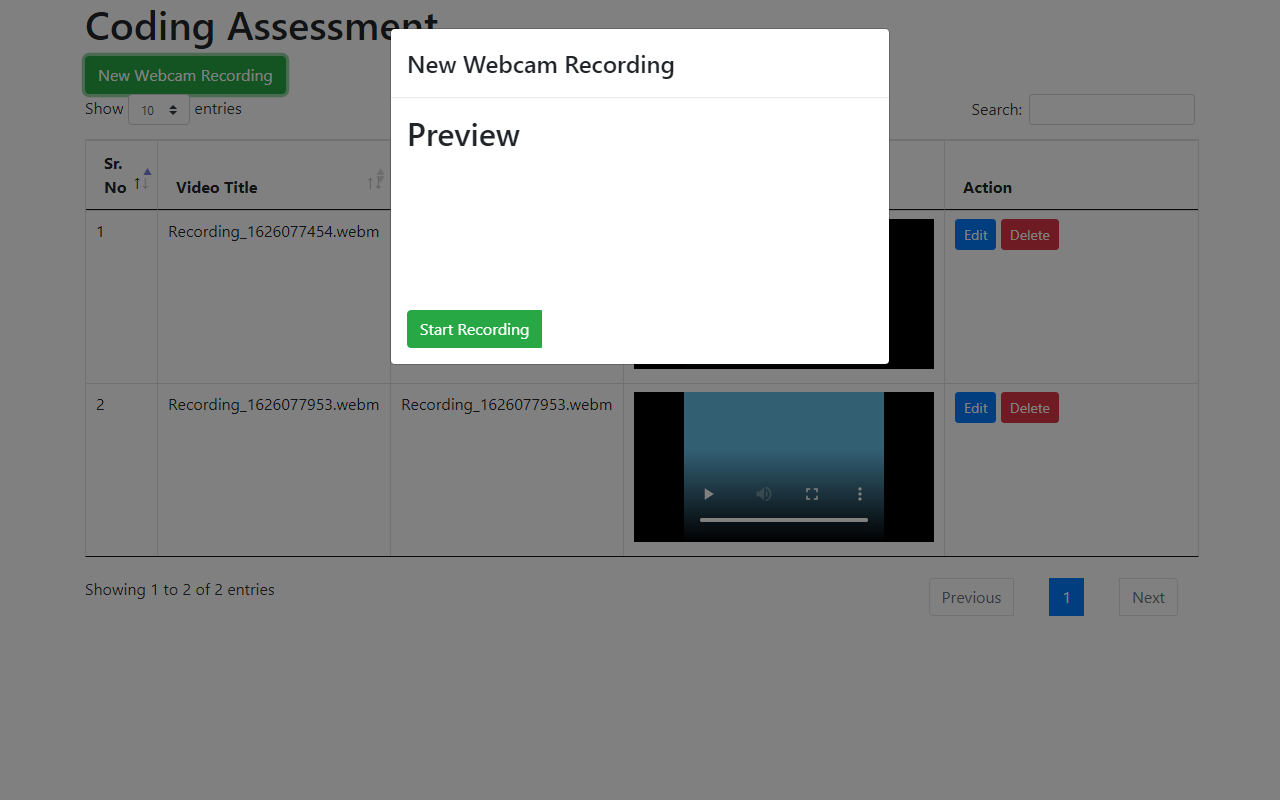 Coding Assessment
New Webcam Recording
New Webcam Recording
Show 10 entries
Search:
Preview
Sr. No
Video Title
Action
1
Recording_1626077454.webm
Edit
Delete
Start Recording
2
Recording_1626077953.webm
Recording_1626077953.webm
Edit
Delete
Showing 1 to 2 of 2 entries
Previous
1
Next